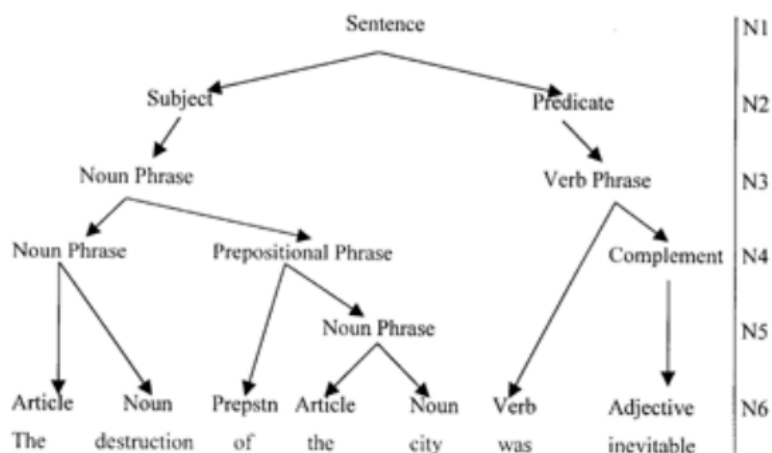 Sentence N1
Subject Predicate N2
Noun Phrase Verb Phrase N3
Noun Phrase Prepositional Phrase Complement N4
Noun Phrase N5
Article Noun Prepstn Article Noun Verb Adjective N6
The destruction of the city was inevitable